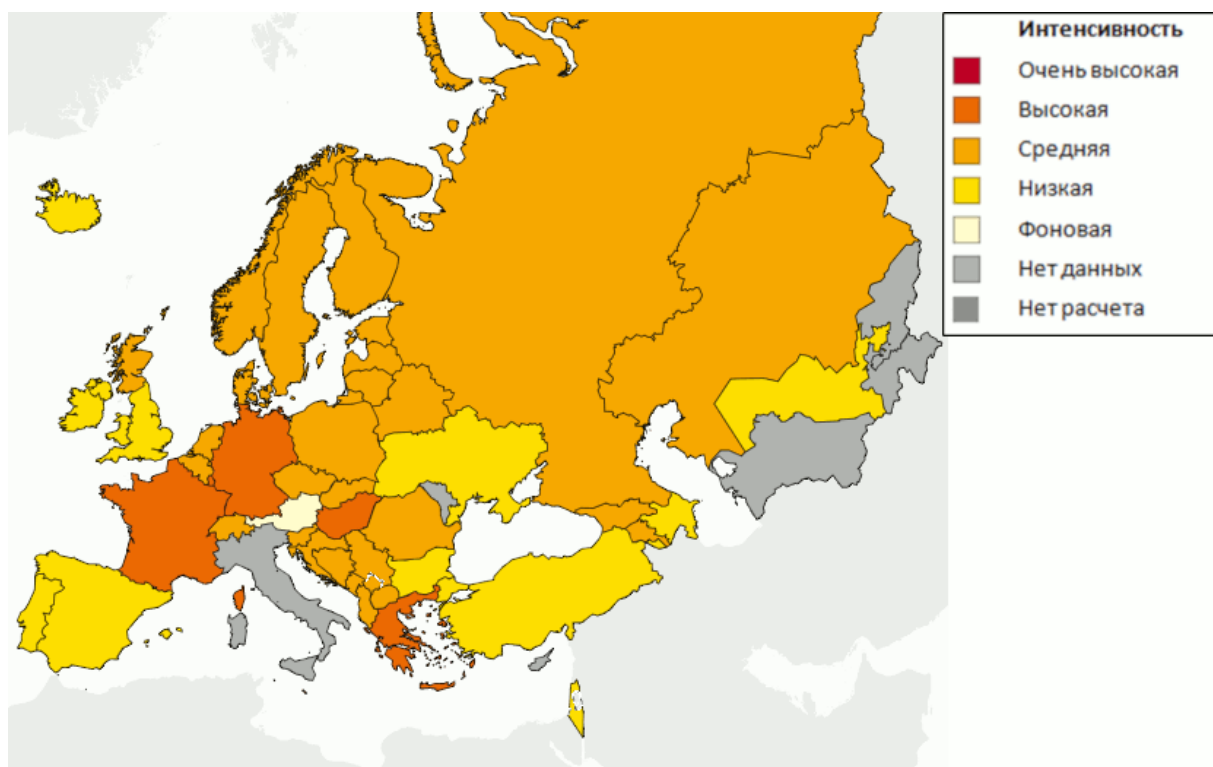 Интенсивность
Очень высокая
Высокая
Средняя
Низкая
Фоновая
Нет данных
Нет расчета